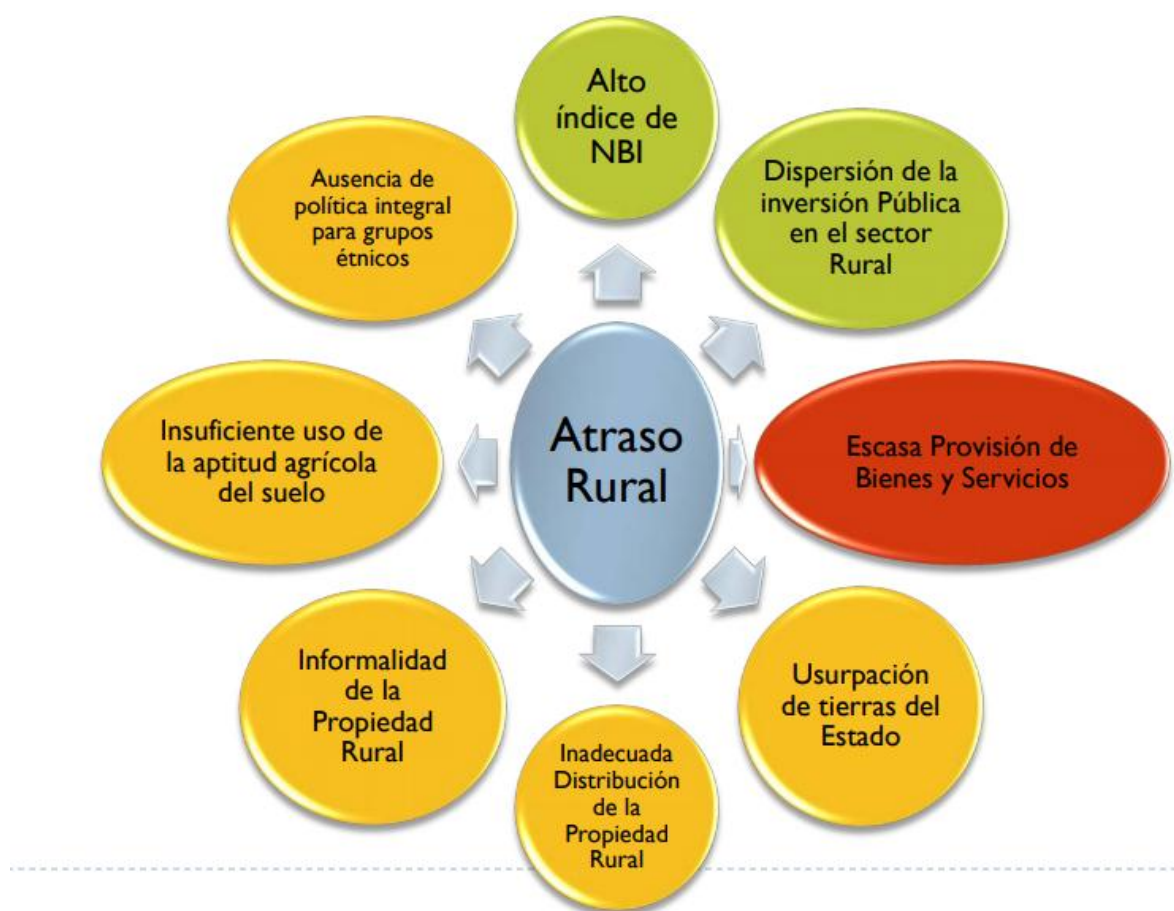 Alto
índice de
NBI
Dispersión de la
inversión Pública
en el sector
Rural
Escasa Provisión de
Bienes y Servicios
Usurpación
de tierras del
Estado
Inadecuada
Distribución
de la
Propiedad
Rural
Informalidad
de la
Propiedad
Rural
Insuficiente uso de
la aptitud agrícola
del suelo
Ausencia de
política integral
para grupos
étnicos
Atraso
Rural